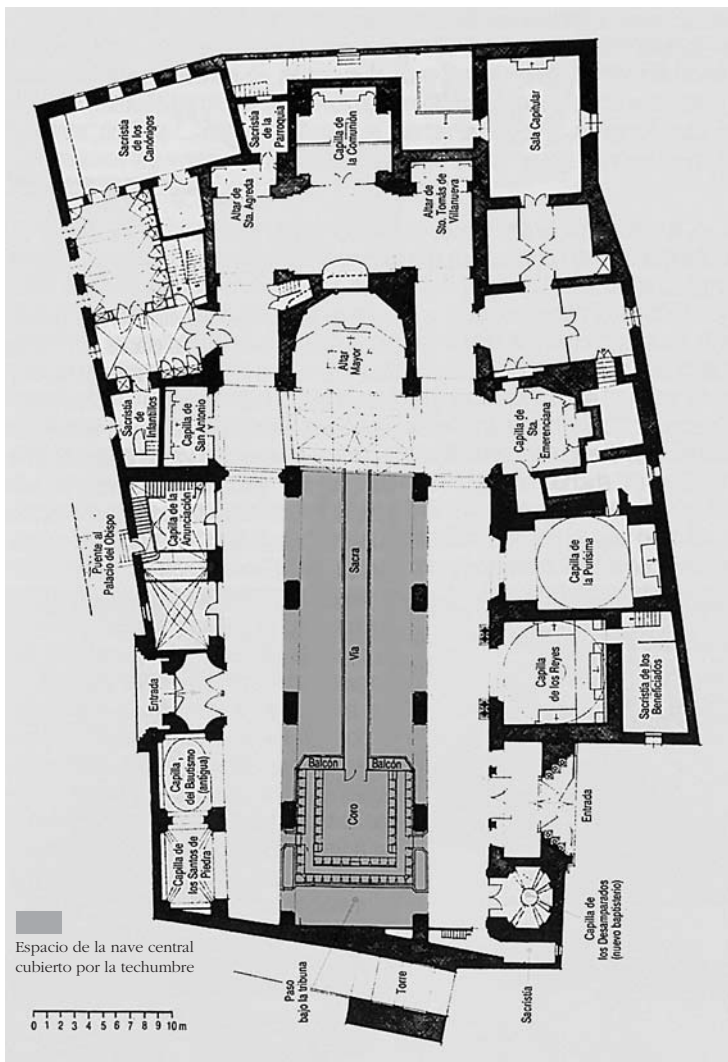 Sacristía
de los
Canónigos
Sacristía
de la
Parroquia
Capilla de
la Comunión
Sala Capitular
Altar de
Sta. Agreda
Altar de
Sto. Tomás de
Villanueva
Altar
Mayor
Sacristía
de
Infantillos
Capilla de
San Antonio
Capilla de
Sta.
Emerenciana
Capilla de la
Anunciación
Puente al
Palacio del Obispo
Sacra
Vía
Capilla de
la Purísima
Entrada
Capilla
de los Reyes
Sacristía de los
Beneficiados
Capilla
del Bautismo
(antigua)
Balcón
Balcón
Coro
Capilla de
los Santos de
Piedra
Entrada
Capilla de
los Desamparados
(nuevo baptisterio)
Espacio de la nave central
cubierto por la techumbre
Paso
bajo la tribuna
Torre
Sacristía
0 1 2 3 4 5 6 7 8 9 10 m